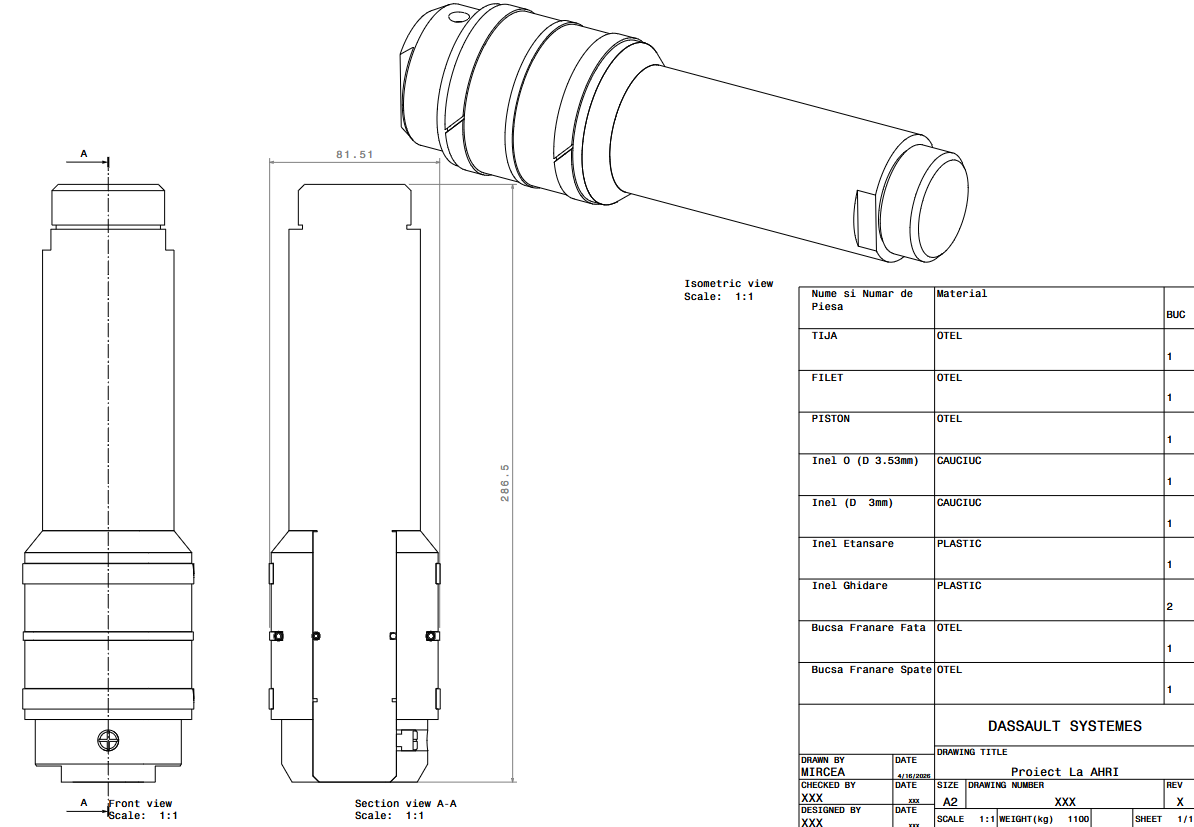 A
81.51
286.5
Isometric view
Scale: 1:1
A
Front view
Scale: 1:1
Section view A-A
Scale: 1:1
Nume si Numar de Piesa Material BUC
TIJA OTEL 1
FILET OTEL 1
PISTON OTEL 1
Inel O (D 3.53mm) CAUCIUC 1
Inel (D 3mm) CAUCIUC 1
Inel Etansare PLASTIC 1
Inel Ghidare PLASTIC 2
Bucsa Franare Fata OTEL 1
Bucsa Franare Spate OTEL 1
DASSAULT SYSTEMES
DRAWING TITLE
Proiect La AHRI
DRAWN BY DATE
MIRCEA 4/16/2026
CHECKED BY DATE
XXX xxx
DESIGNED BY DATE
XXX xxx
SIZE DRAWING NUMBER REV
A2 XXX X
SCALE 1:1 WEIGHT(kg) 1100 SHEET 1/1